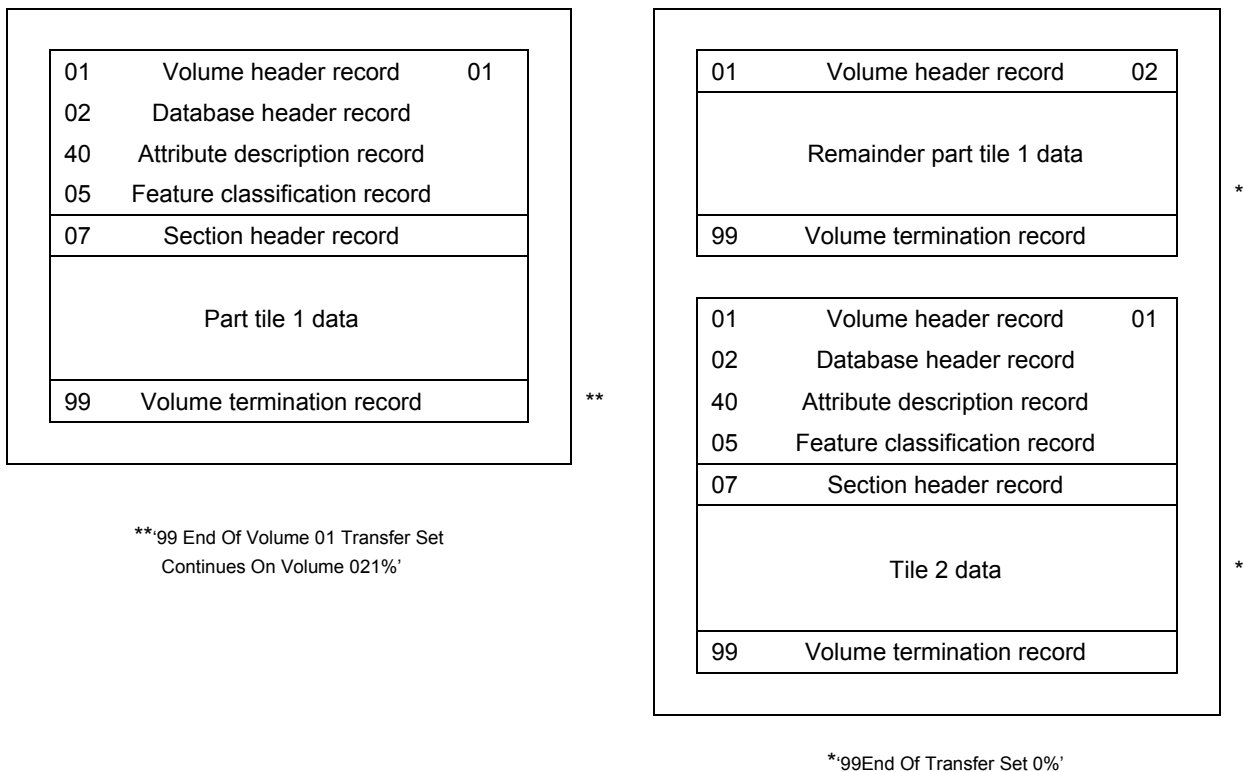 01 Volume header record 01
02 Database header record
40 Attribute description record
05 Feature classification record
07 Section header record
Part tile 1 data
99 Volume termination record
**
**‘99 End Of Volume 01 Transfer Set
Continues On Volume 021%’
01 Volume header record 02
Remainder part tile 1 data
*
99 Volume termination record
01 Volume header record 01
02 Database header record
40 Attribute description record
05 Feature classification record
07 Section header record
Tile 2 data
*
99 Volume termination record
*‘99End Of Transfer Set 0%’